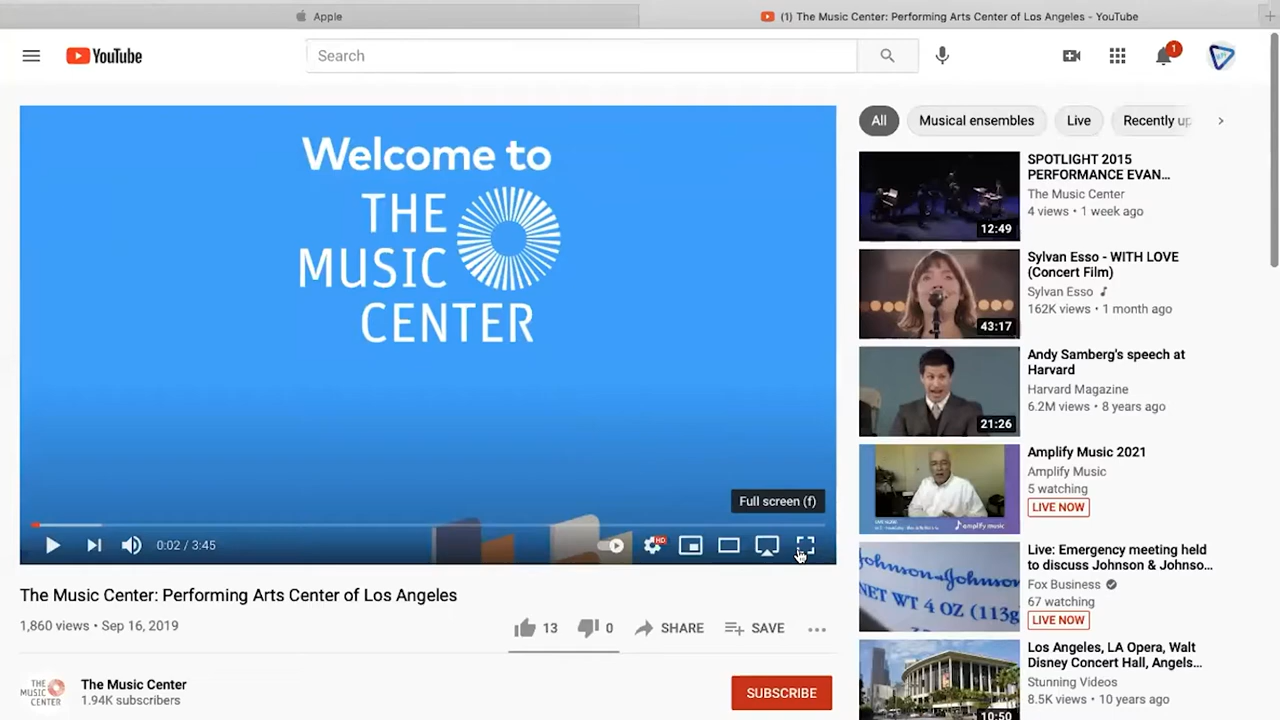 Apple
(1) The Music Center: Performing Arts Center of Los Angeles - YouTube
YouTube
Search
1
Welcome to
THE
MUSIC
CENTER
Full screen (f)
0:02 / 3:45
HD
The Music Center: Performing Arts Center of Los Angeles
1,860 views • Sep 16, 2019
13
0
SHARE
SAVE
THE
MUSIC
CENTER
The Music Center
1.94K subscribers
SUBSCRIBE
All
Musical ensembles
Live
Recently up
12:49
SPOTLIGHT 2015
PERFORMANCE EVAN...
The Music Center
4 views • 1 week ago
43:17
Sylvan Esso - WITH LOVE
(Concert Film)
Sylvan Esso
162K views • 1 month ago
21:26
Andy Samberg's speech at
Harvard
Harvard Magazine
6.2M views • 8 years ago
amplify music
Amplify Music 2021
Amplify Music
5 watching
LIVE NOW
Johnson+Johnson
NET WT 4 OZ (113g
Live: Emergency meeting held
to discuss Johnson & Johnso...
Fox Business
67 watching
LIVE NOW
10:50
Los Angeles, LA Opera, Walt
Disney Concert Hall, Angels...
Stunning Videos
8.5K views • 10 years ago